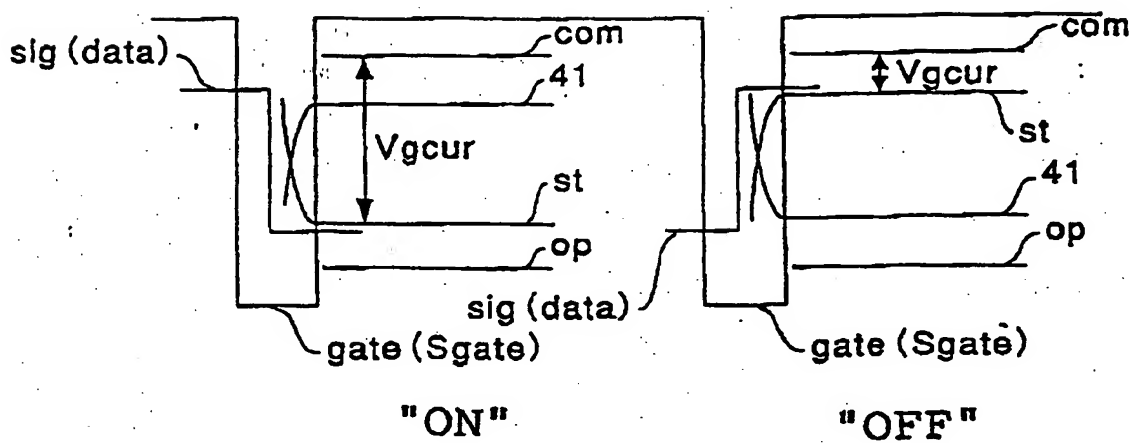 com
sig (data)
41
Vgcur
st
op
gate (Sgate)
"ON"
com
Vgcur
st
41
op
sig (data)
gate (Sgate)
"OFF"